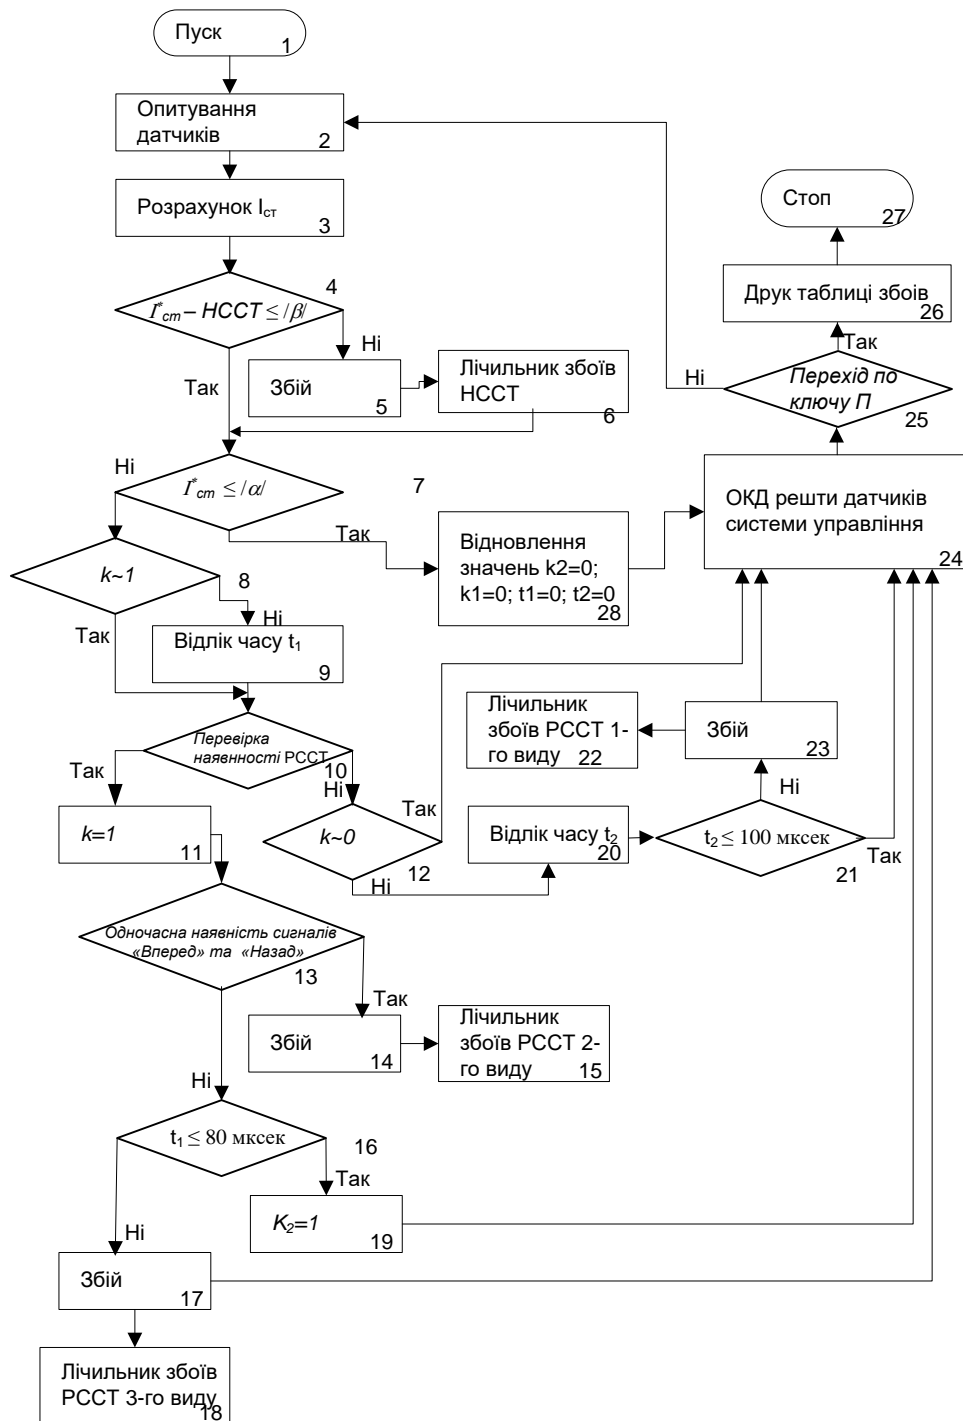 Пуск
1
Опитування
датчиків
2
Розрахунок Iст
3
4
I*ст – НССТ ≤ /β/
Ні
Так
Збій
5
Лічильник збоїв
НССТ
6
Ні
I*ст ≤ /α/
7
Так
k~1
8
Ні
Так
Відлік часу t1
9
Відновлення
значень k2=0;
k1=0; t1=0; t2=0
28
Перевірка
наявнності РССТ
10
Так
Ні
k=1
11
k~0
12
Так
Ні
Одночасна наявність сигналів
«Вперед» та «Назад»
13
Так
Ні
Збій
14
Лічильник
збоїв РССТ 2-
го виду
15
t1 ≤ 80 мксек
16
Так
Ні
K2=1
19
Збій
17
Лічильник збоїв
РССТ 3-го виду
18
Відлік часу t2
20
t2 ≤ 100 мксек
21
Ні
Так
Лічильник
збоїв РССТ 1-
го виду
22
Збій
23
ОКД решти датчиків
системи управління
24
Перехід по
ключу П
25
Ні
Так
Друк таблиці збоїв
26
Стоп
27